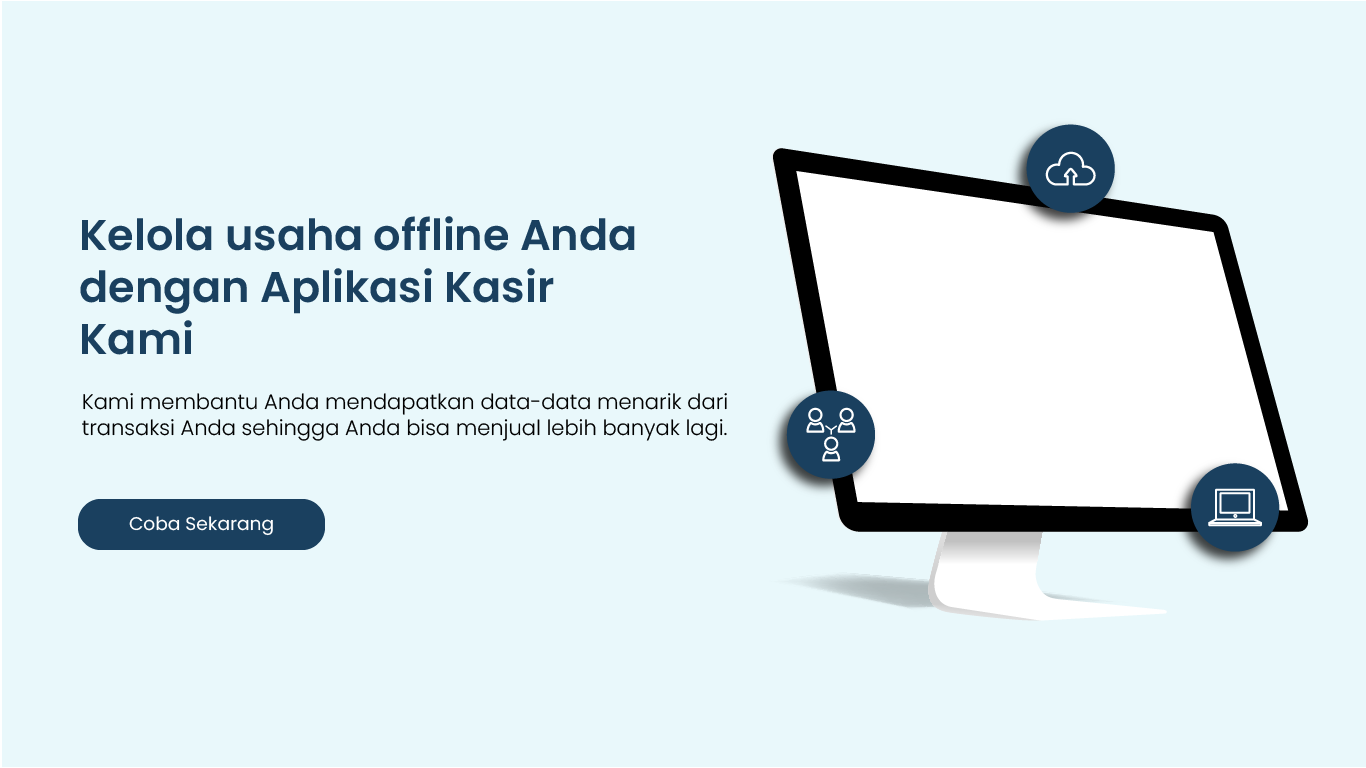 Kelola usaha offline Anda
dengan Aplikasi Kasir
Kami
Kami membantu Anda mendapatkan data-data menarik dari
transaksi Anda sehingga Anda bisa menjual lebih banyak lagi.
Coba Sekarang